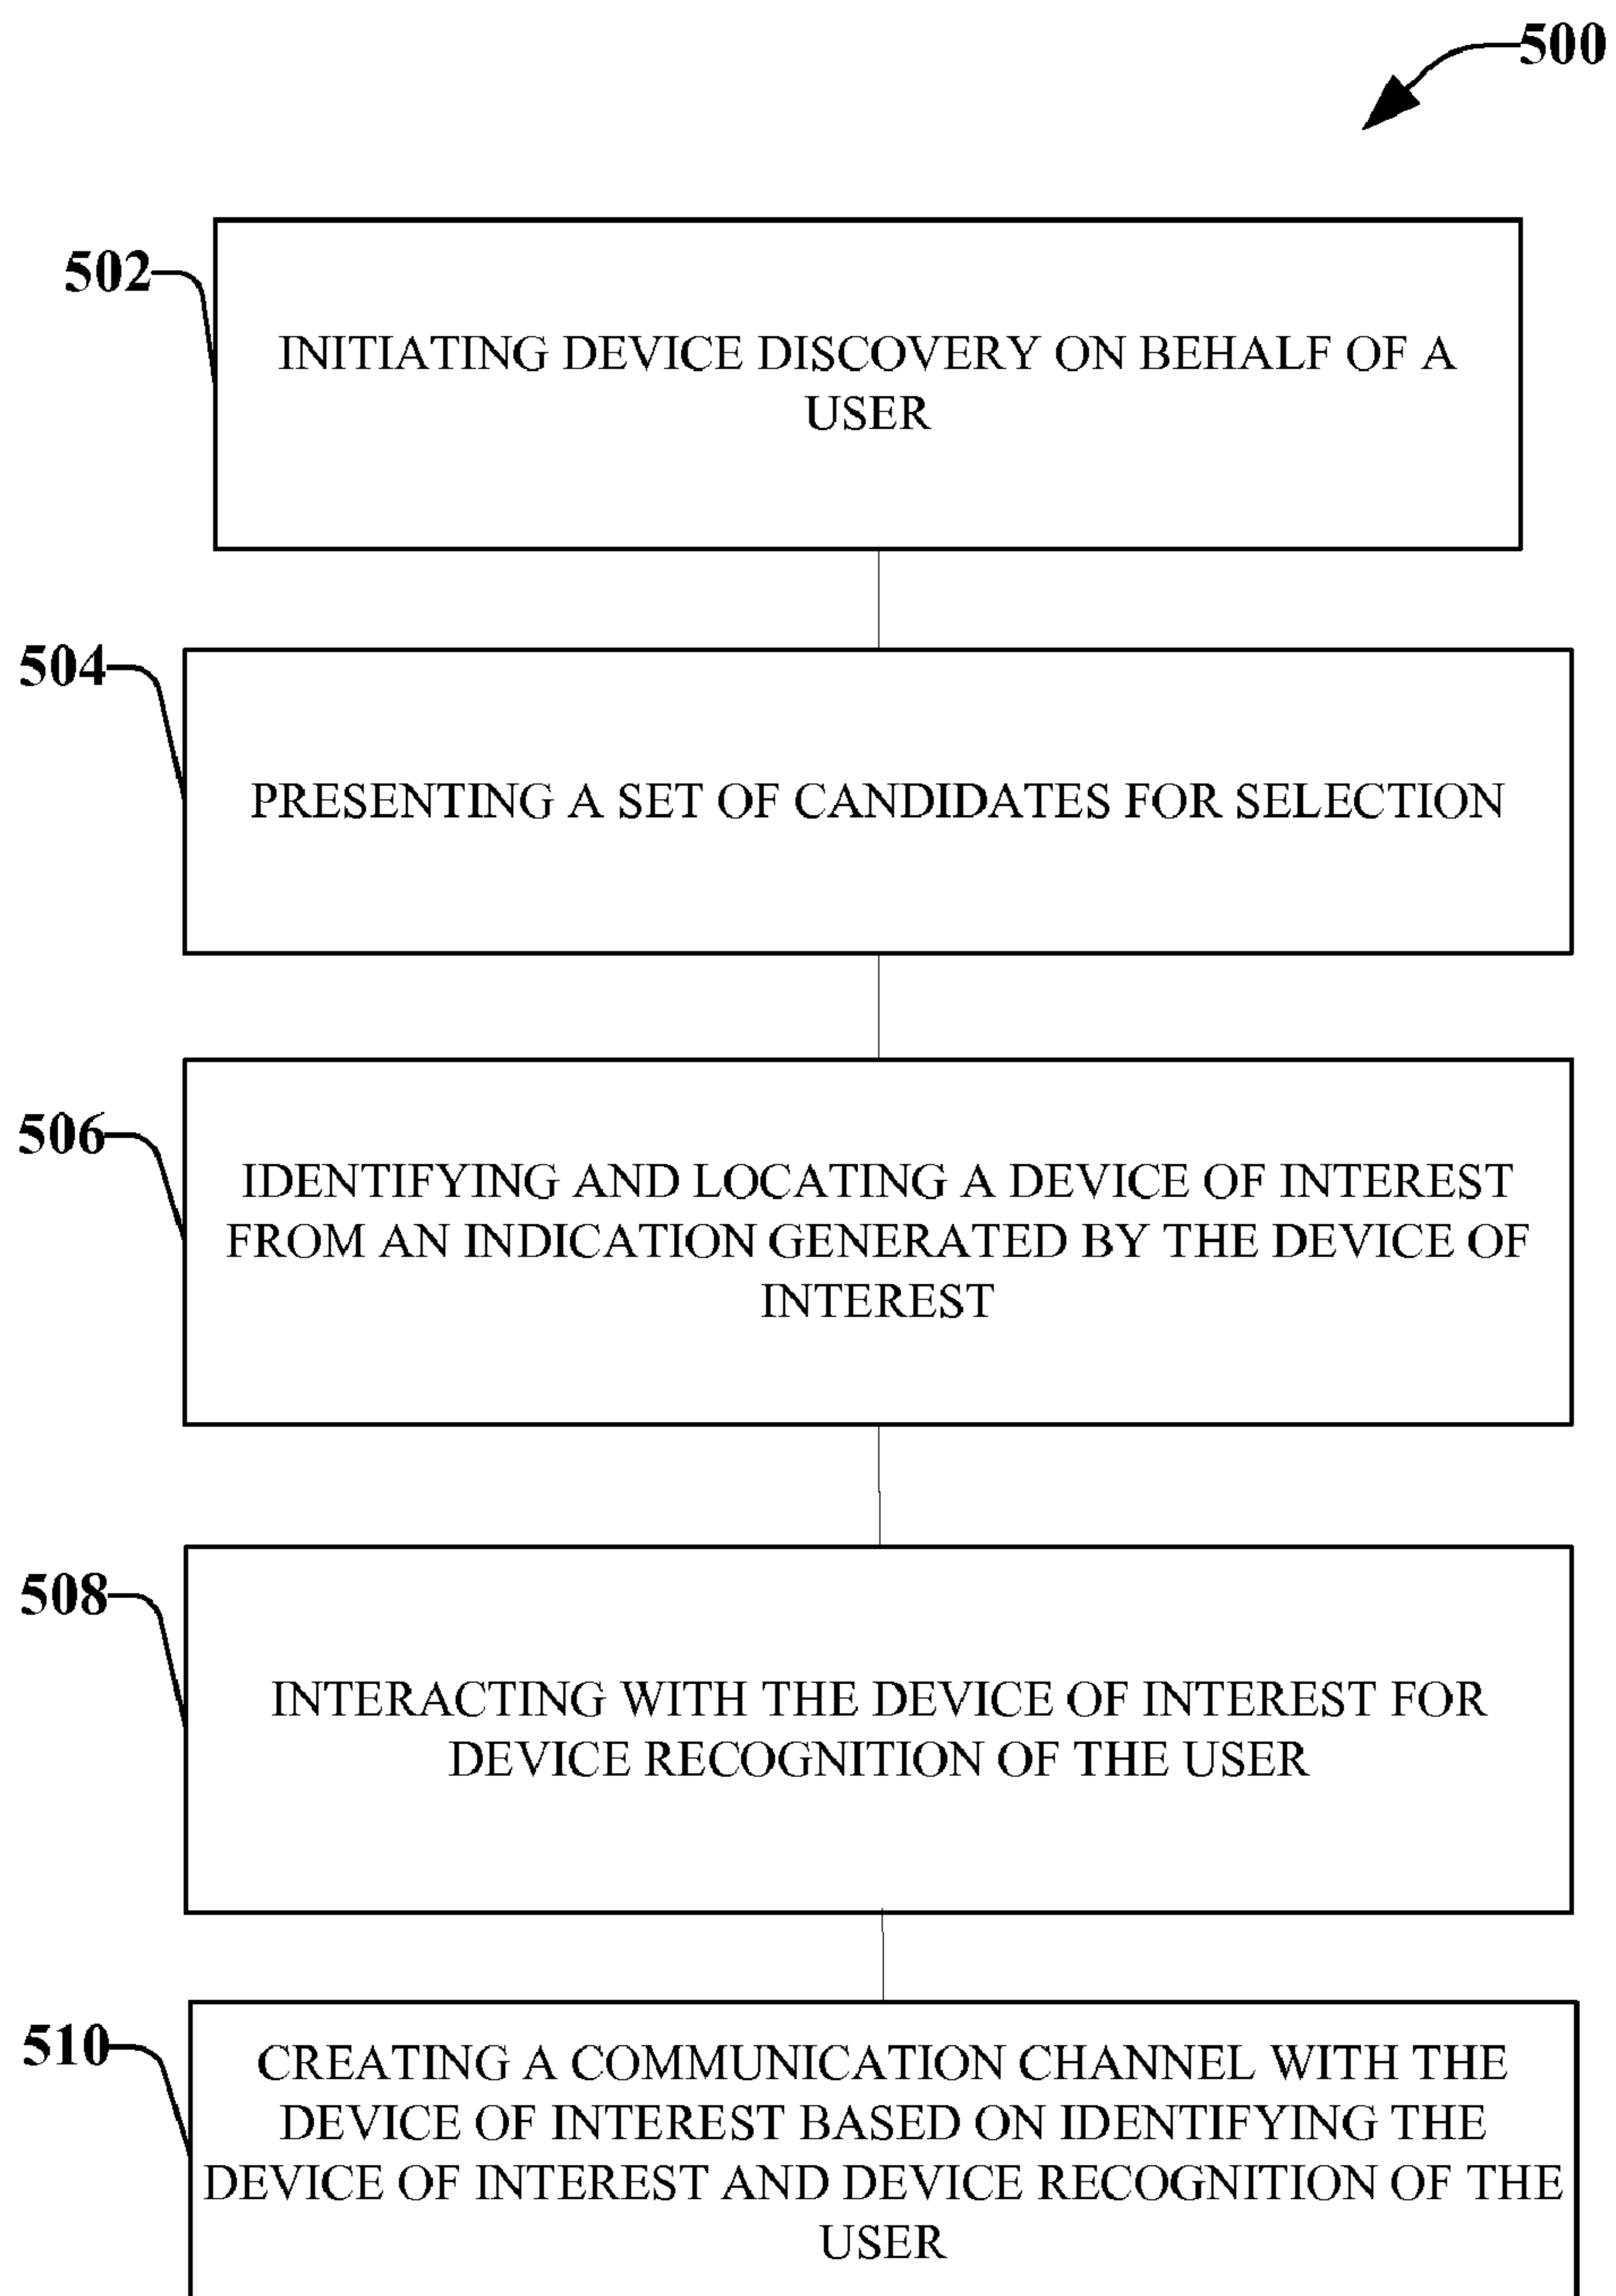 500
502
INITIATING DEVICE DISCOVERY ON BEHALF OF A
USER
504
PRESENTING A SET OF CANDIDATES FOR SELECTION
506
IDENTIFYING AND LOCATING A DEVICE OF INTEREST
FROM AN INDICATION GENERATED BY THE DEVICE OF
INTEREST
508
INTERACTING WITH THE DEVICE OF INTEREST FOR
DEVICE RECOGNITION OF THE USER
510
CREATING A COMMUNICATION CHANNEL WITH THE
DEVICE OF INTEREST BASED ON IDENTIFYING THE
DEVICE OF INTEREST AND DEVICE RECOGNITION OF THE
USER